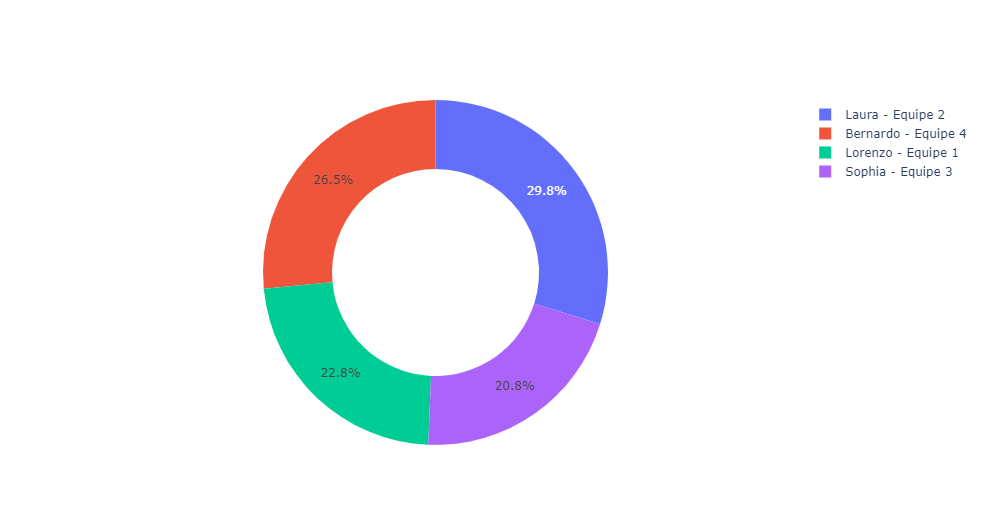 26.5%
29.8%
22.8%
20.8%
Laura - Equipe 2
Bernardo - Equipe 4
Lorenzo - Equipe 1
Sophia - Equipe 3